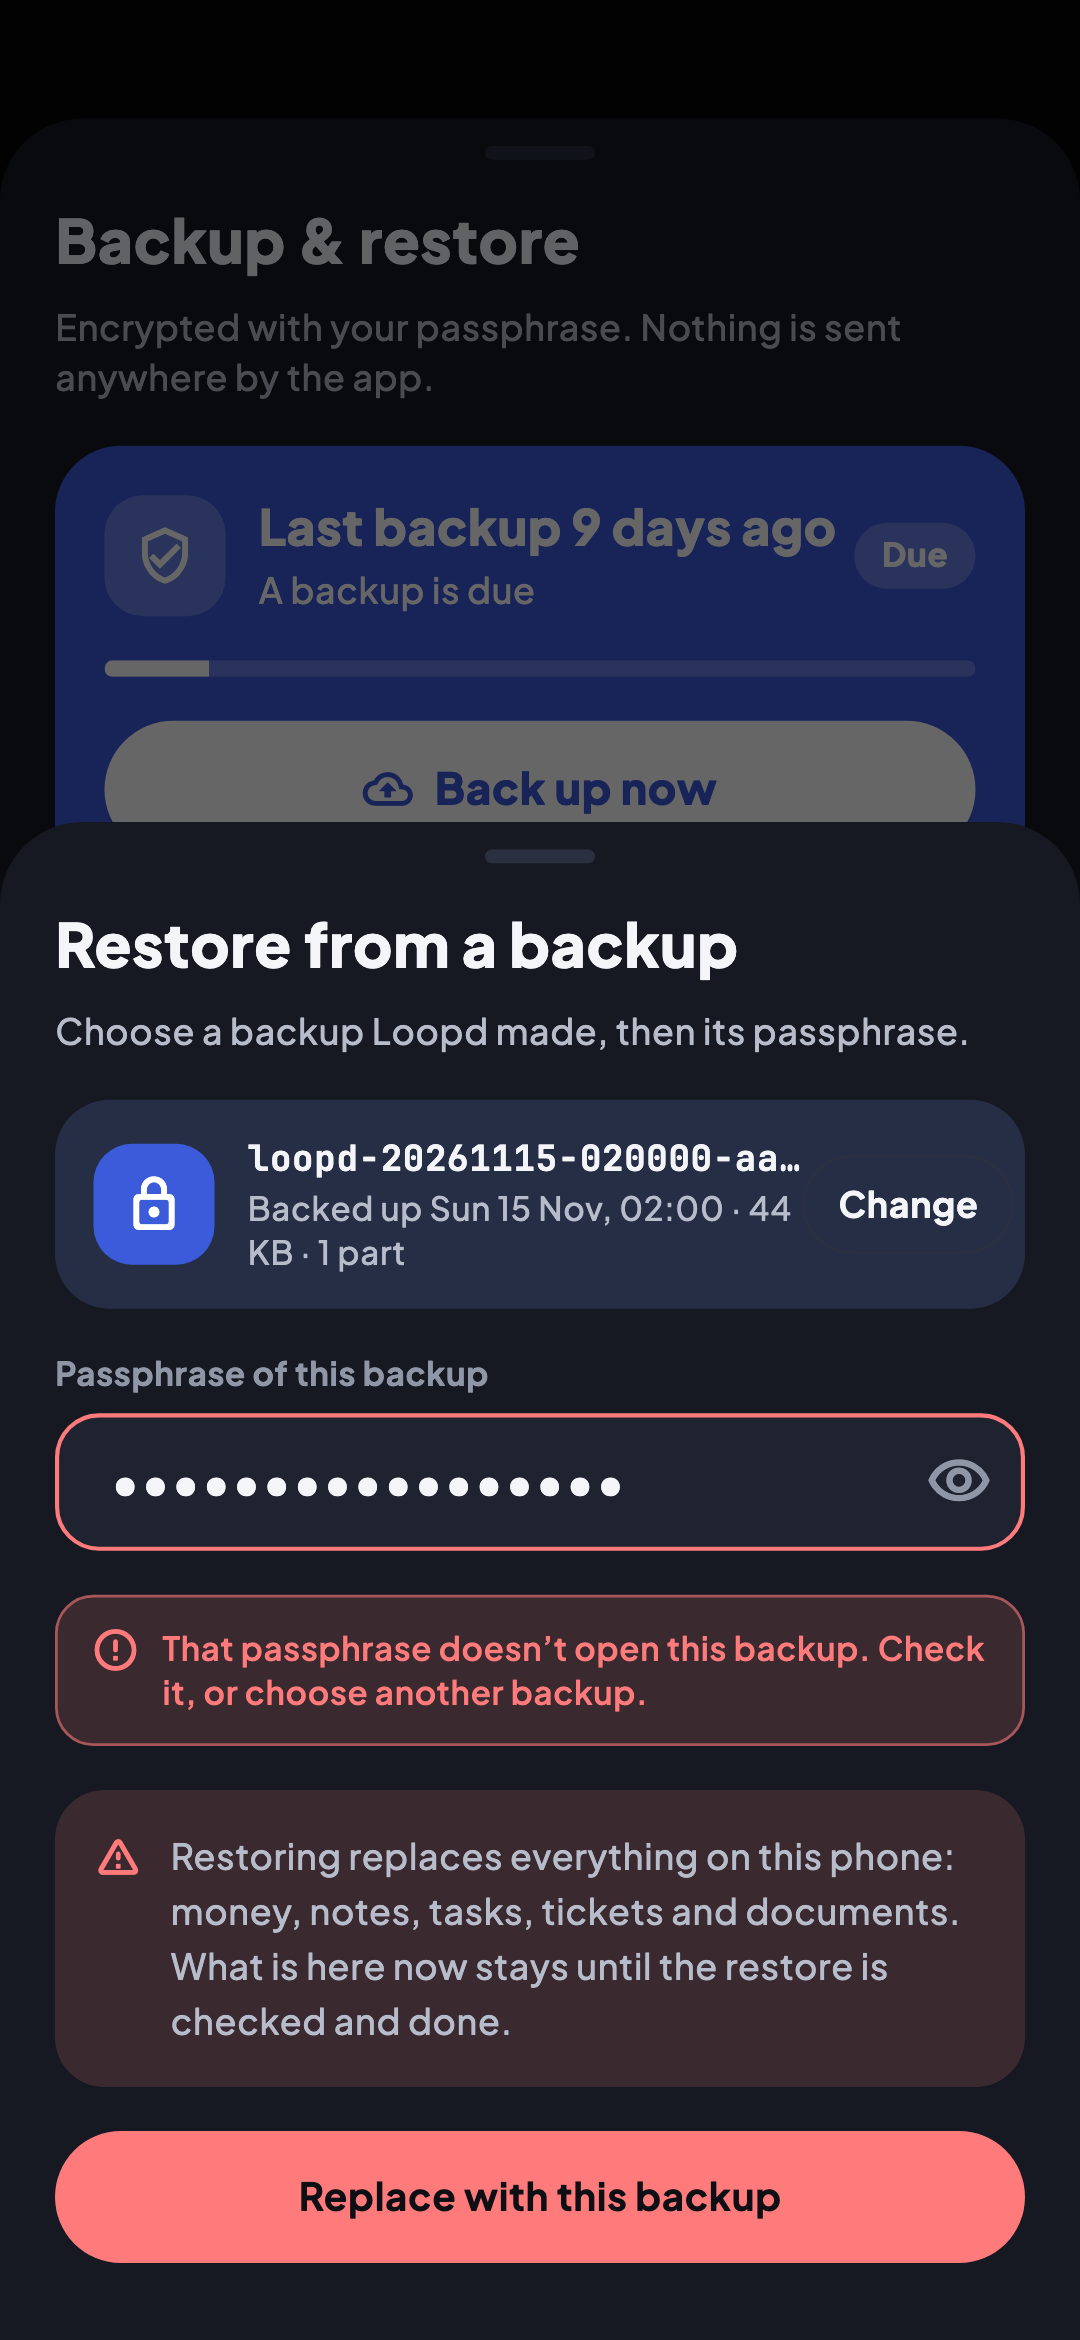 Backup & restore
Encrypted with your passphrase. Nothing is sent
anywhere by the app.
Last backup 9 days ago
Due
A backup is due
Back up now
Restore from a backup
Choose a backup Loopd made, then its passphrase.
loopd-20261115-020000-aa…
Backed up Sun 15 Nov, 02:00 · 44
KB · 1 part
Change
Passphrase of this backup
That passphrase doesn’t open this backup. Check
it, or choose another backup.
Restoring replaces everything on this phone:
money, notes, tasks, tickets and documents.
What is here now stays until the restore is
checked and done.
Replace with this backup